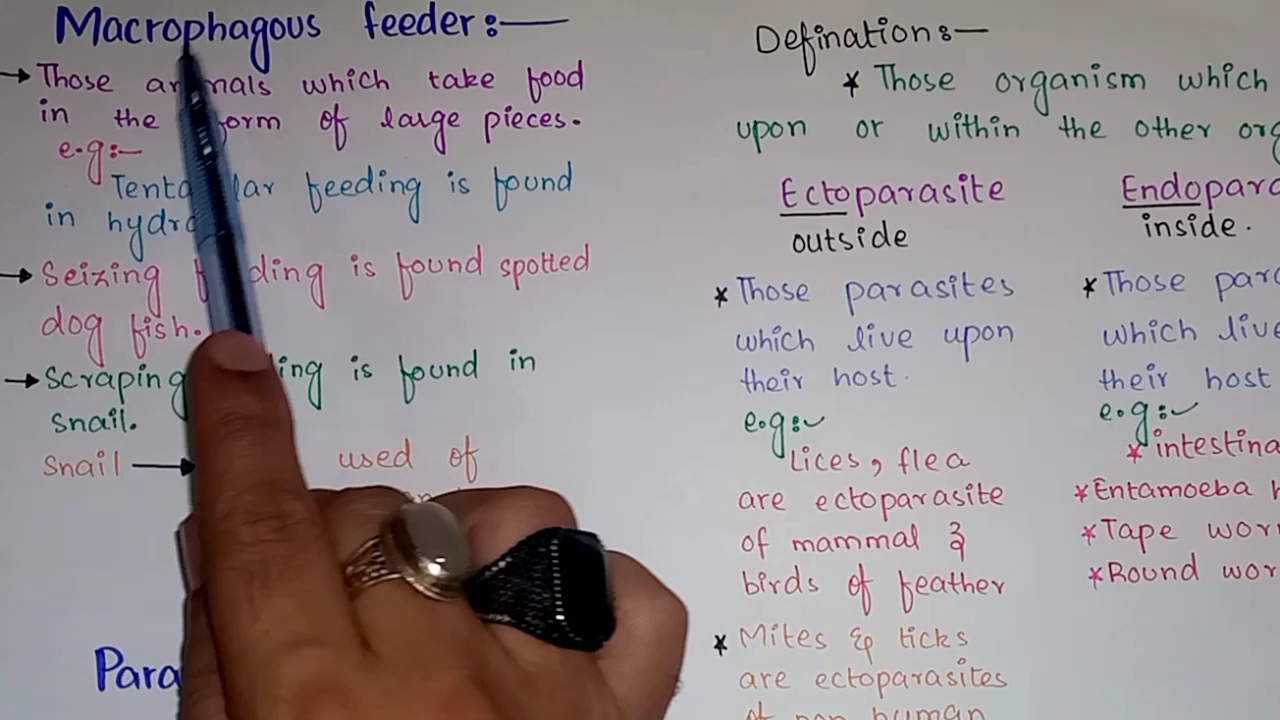 Macrophagous feeder:—
→ Those animals which take food
in the form of large pieces.
e.g:—
Tentacular feeding is found
in hydra
→ Seizing feeding is found spotted
dog fish.
→ Scraping feeding is found in
snail.
snail → used of
Para
Defination:—
* Those organism which
upon or within the other org
Ectoparasite
outside
* Those parasites
which live upon
their host.
e.g:~
Lices, flea
are ectoparasite
of mammal &
birds of feather
* Mites & ticks
are ectoparasites
of non human
Endopara
inside.
* Those para
which live
their host
e.g:~
* intestina
* Entamoeba h
* Tape wor
* Round wor